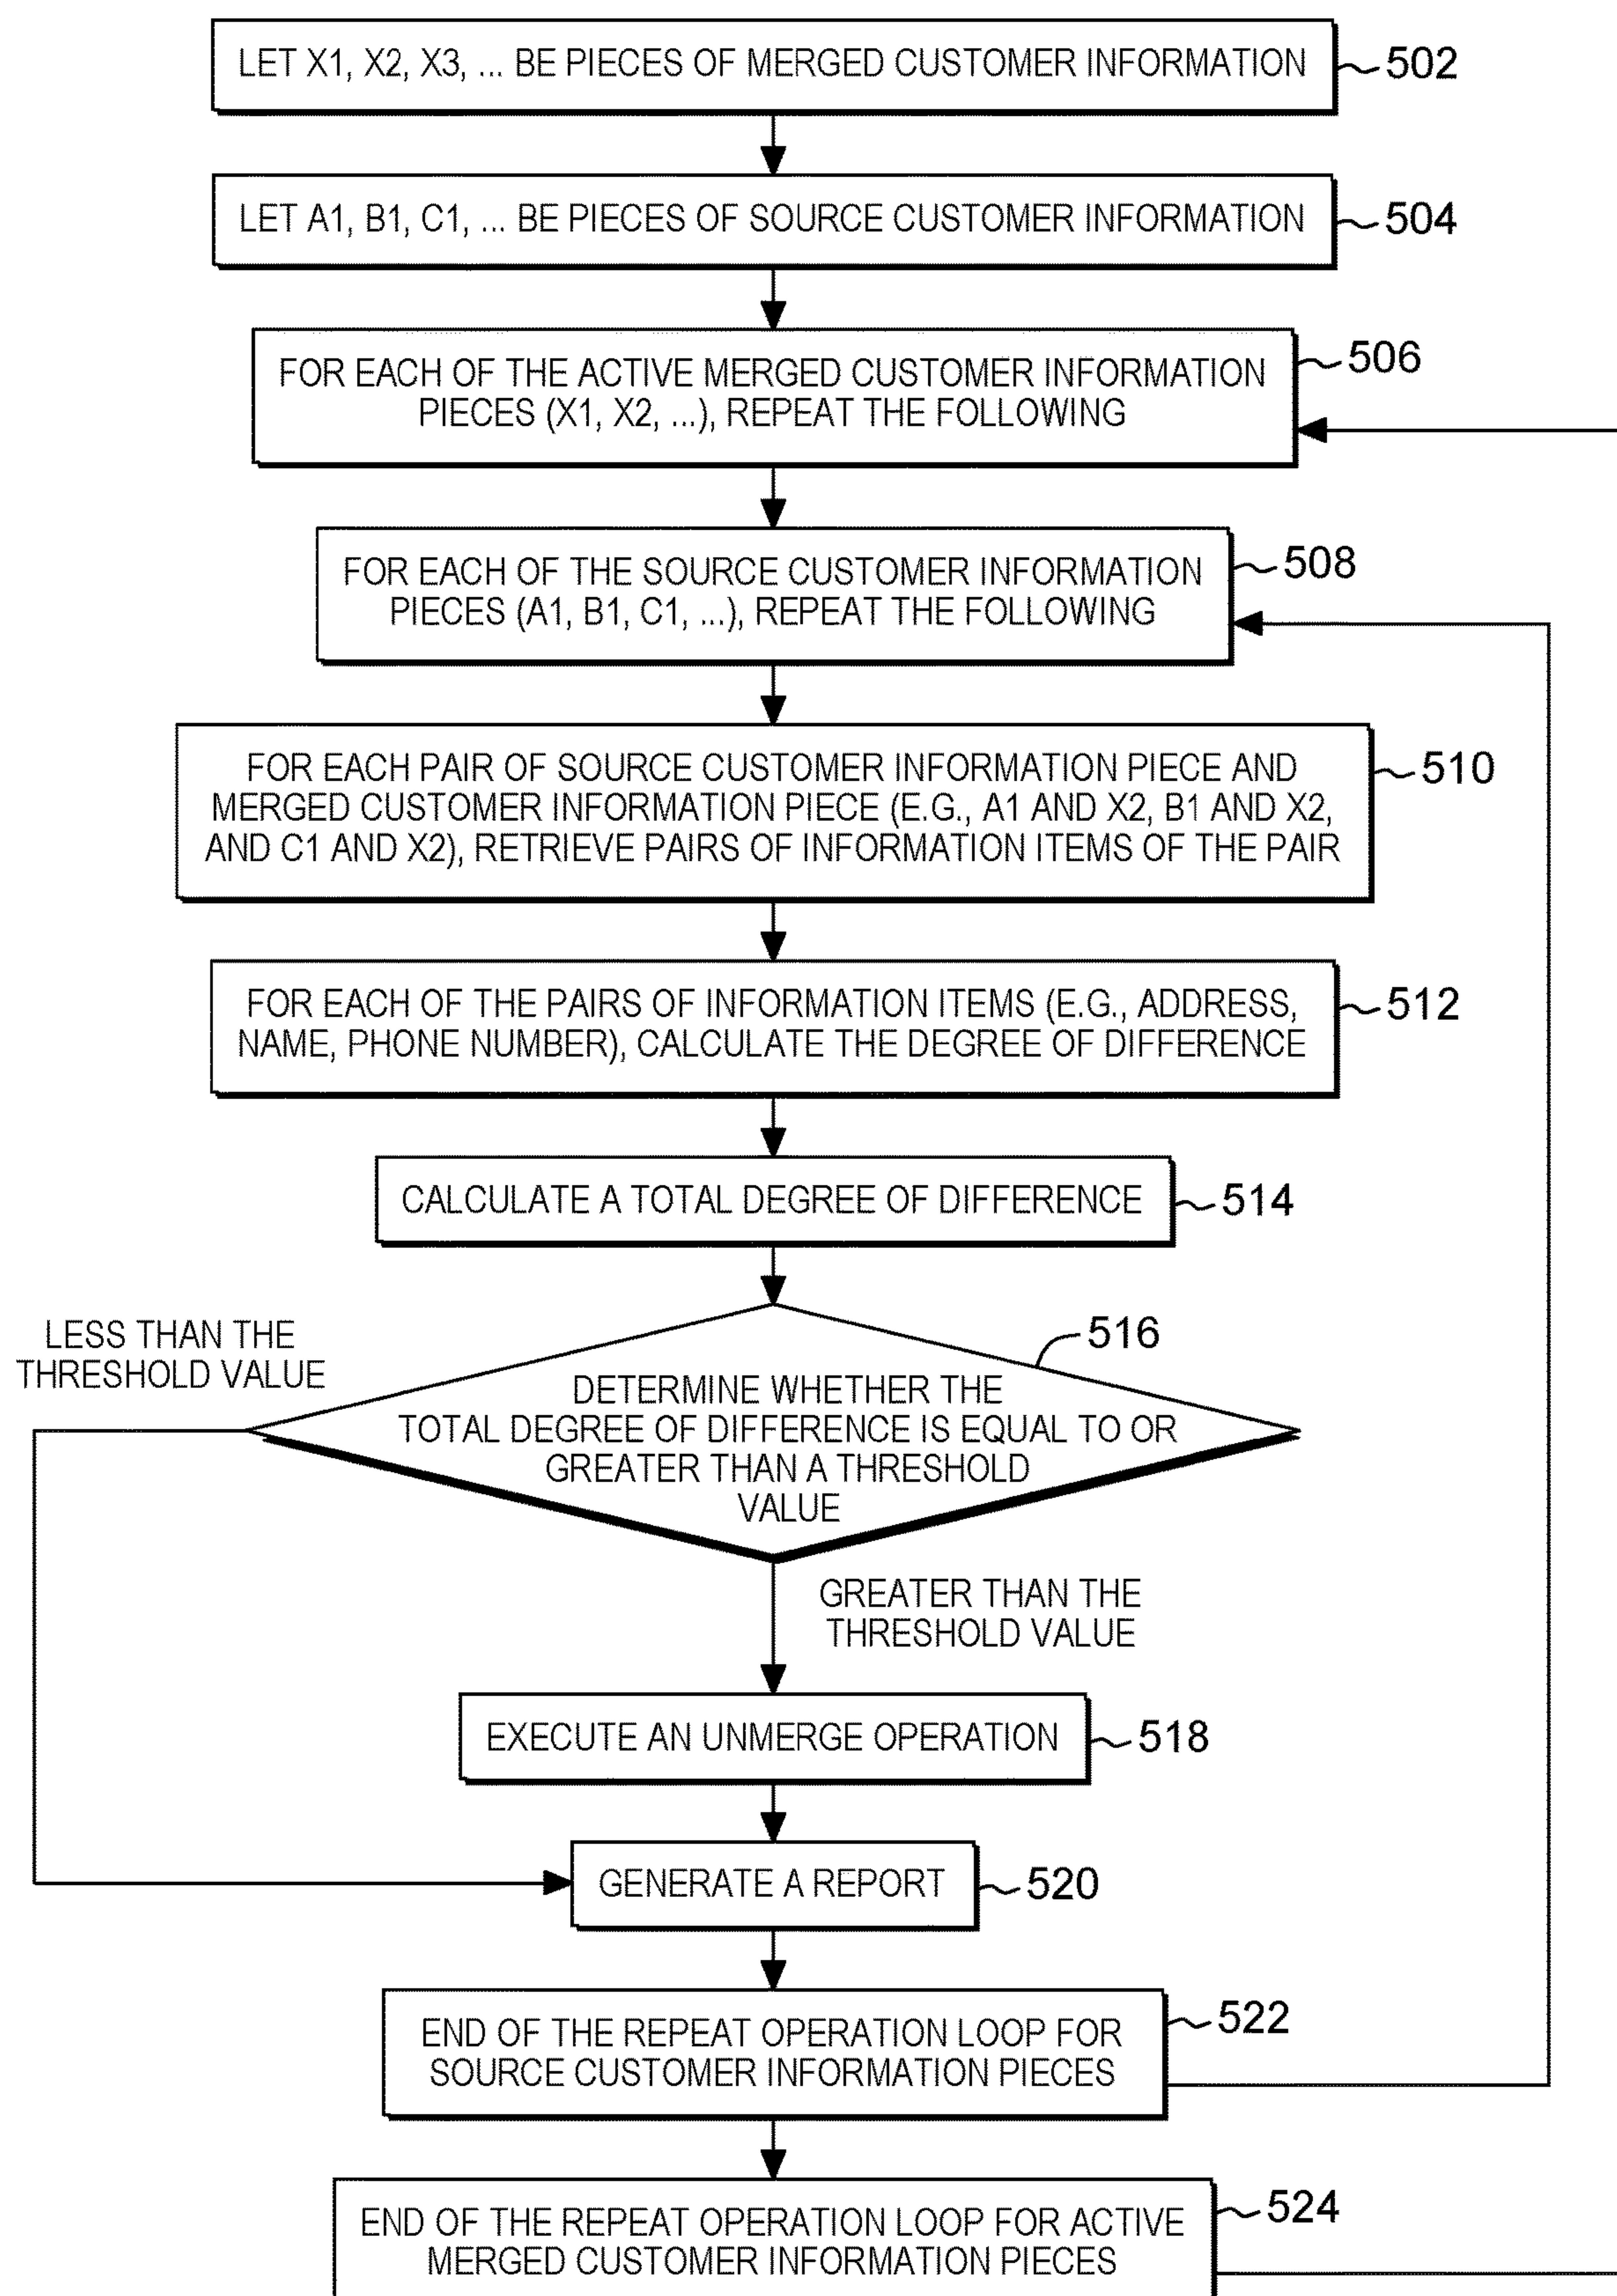 LET X1, X2, X3, ... BE PIECES OF MERGED CUSTOMER INFORMATION
502
LET A1, B1, C1, ... BE PIECES OF SOURCE CUSTOMER INFORMATION
504
FOR EACH OF THE ACTIVE MERGED CUSTOMER INFORMATION
PIECES (X1, X2, ...), REPEAT THE FOLLOWING
506
FOR EACH OF THE SOURCE CUSTOMER INFORMATION
PIECES (A1, B1, C1, ...), REPEAT THE FOLLOWING
508
FOR EACH PAIR OF SOURCE CUSTOMER INFORMATION PIECE AND
MERGED CUSTOMER INFORMATION PIECE (E.G., A1 AND X2, B1 AND X2,
AND C1 AND X2), RETRIEVE PAIRS OF INFORMATION ITEMS OF THE PAIR
510
FOR EACH OF THE PAIRS OF INFORMATION ITEMS (E.G., ADDRESS,
NAME, PHONE NUMBER), CALCULATE THE DEGREE OF DIFFERENCE
512
CALCULATE A TOTAL DEGREE OF DIFFERENCE
514
LESS THAN THE
THRESHOLD VALUE
516
DETERMINE WHETHER THE
TOTAL DEGREE OF DIFFERENCE IS EQUAL TO OR
GREATER THAN A THRESHOLD
VALUE
GREATER THAN THE
THRESHOLD VALUE
EXECUTE AN UNMERGE OPERATION
518
GENERATE A REPORT
520
END OF THE REPEAT OPERATION LOOP FOR
SOURCE CUSTOMER INFORMATION PIECES
522
END OF THE REPEAT OPERATION LOOP FOR ACTIVE
MERGED CUSTOMER INFORMATION PIECES
524